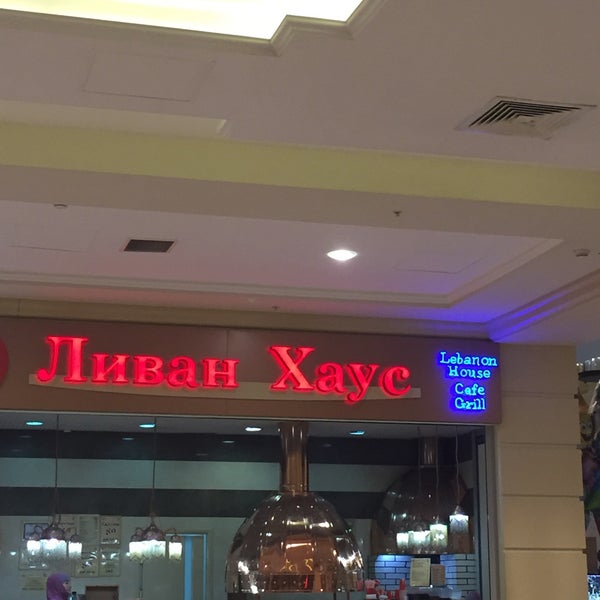 Ливан Хаус
Lebanon
House
Cafe
Grill